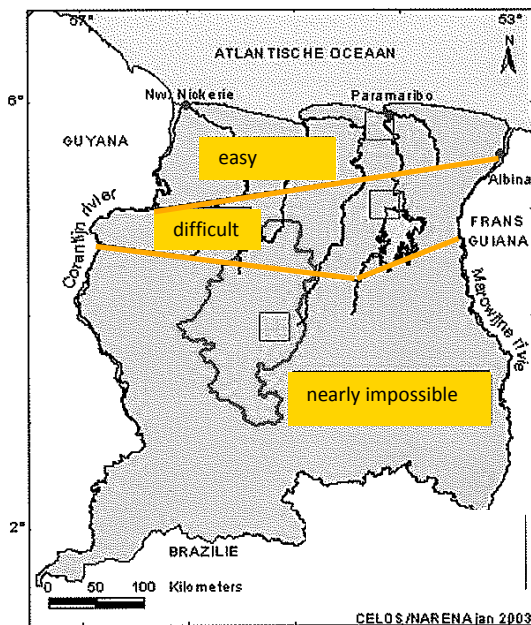 57° 53°
N
ATLANTISCHE OCEAAN
6°
Nw. Nickerie Paramaribo
GUYANA
easy
Albina
Corantijn rivier
difficult
FRANS
GUIANA
Marowijne rivie
nearly impossible
2°
BRAZILIE
0 50 100 Kilometers
CELOS/NARENA jan 2003